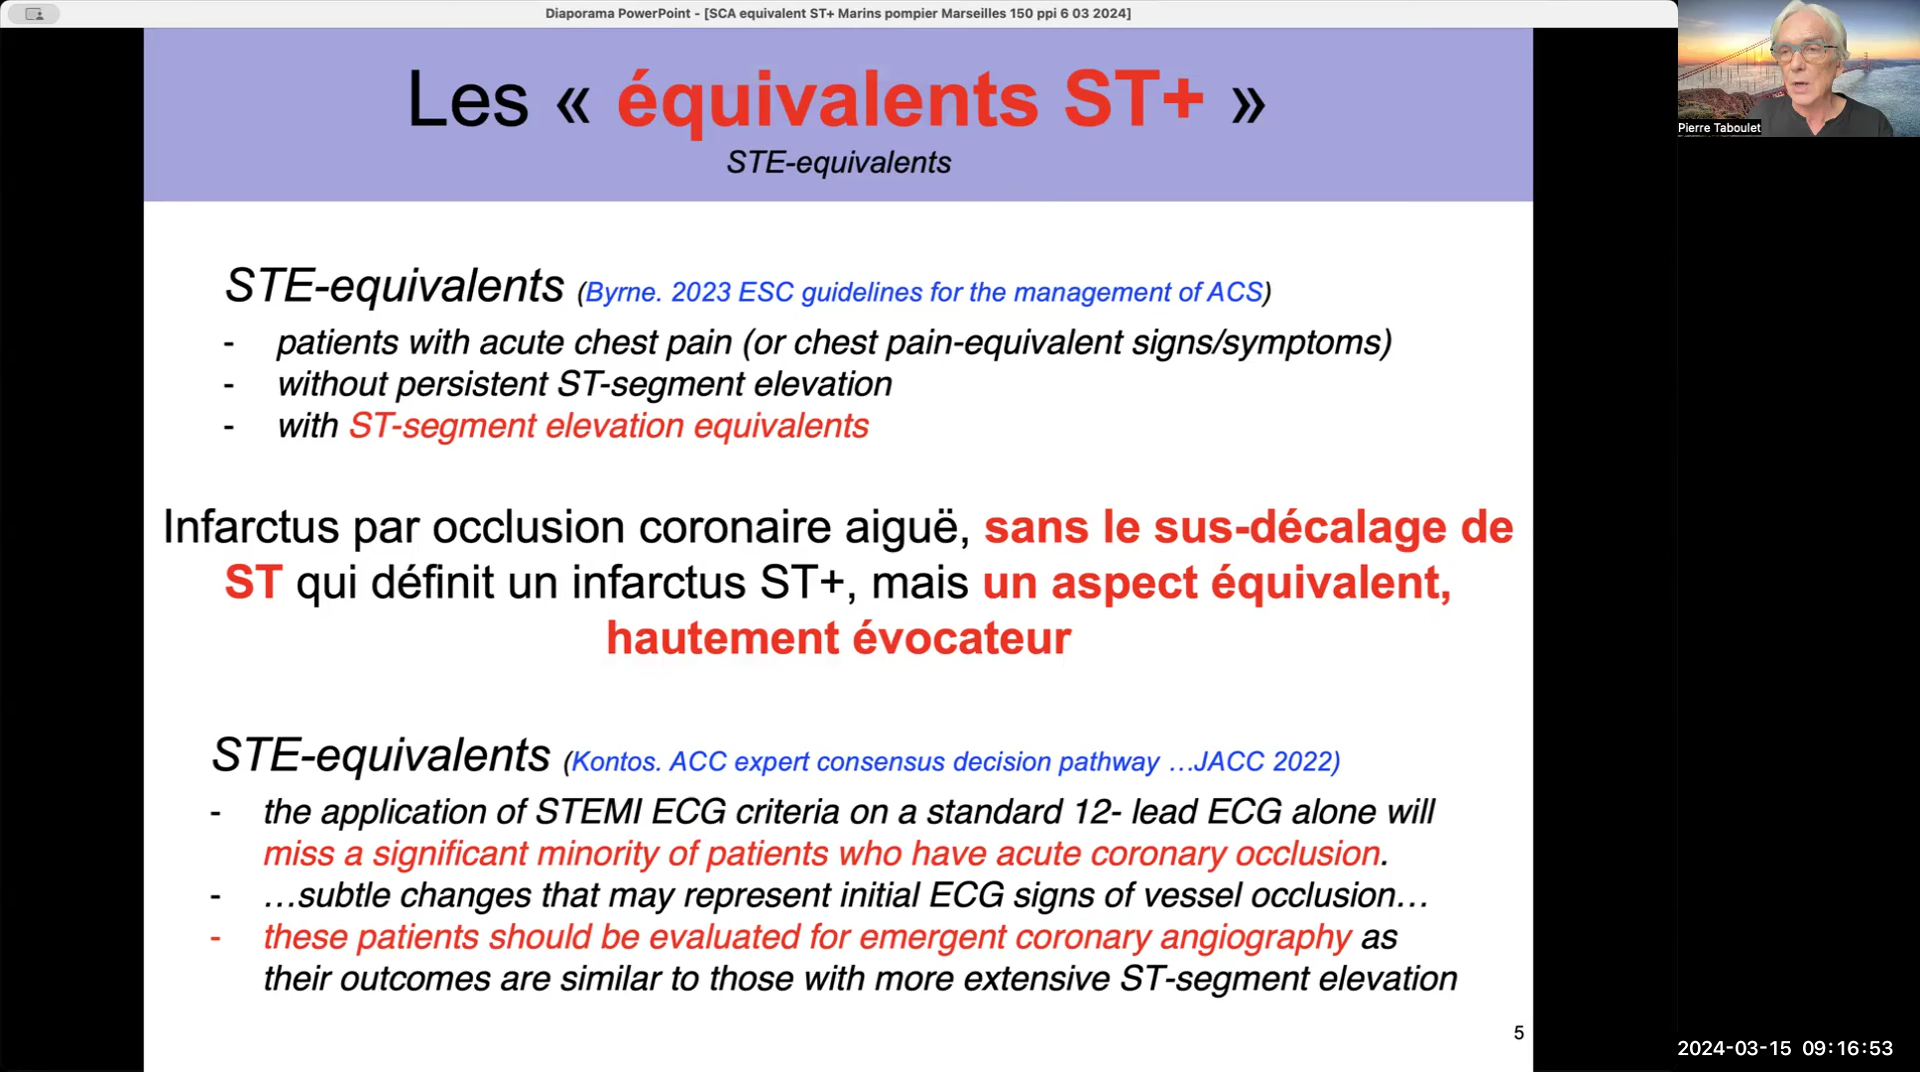 Diaporama PowerPoint - [SCA equivalent ST+ Marins pompier Marseilles 150 ppi 6 03 2024]
Les « équivalents ST+ »
STE-equivalents
STE-equivalents (Byrne. 2023 ESC guidelines for the management of ACS)
- patients with acute chest pain (or chest pain-equivalent signs/symptoms)
- without persistent ST-segment elevation
- with ST-segment elevation equivalents
Infarctus par occlusion coronaire aiguë, sans le sus-décalage de
ST qui définit un infarctus ST+, mais un aspect équivalent,
hautement évocateur
STE-equivalents (Kontos. ACC expert consensus decision pathway …JACC 2022)
- the application of STEMI ECG criteria on a standard 12- lead ECG alone will
miss a significant minority of patients who have acute coronary occlusion.
- …subtle changes that may represent initial ECG signs of vessel occlusion…
- these patients should be evaluated for emergent coronary angiography as
their outcomes are similar to those with more extensive ST-segment elevation
5
Pierre Taboulet
2024-03-15 09:16:53